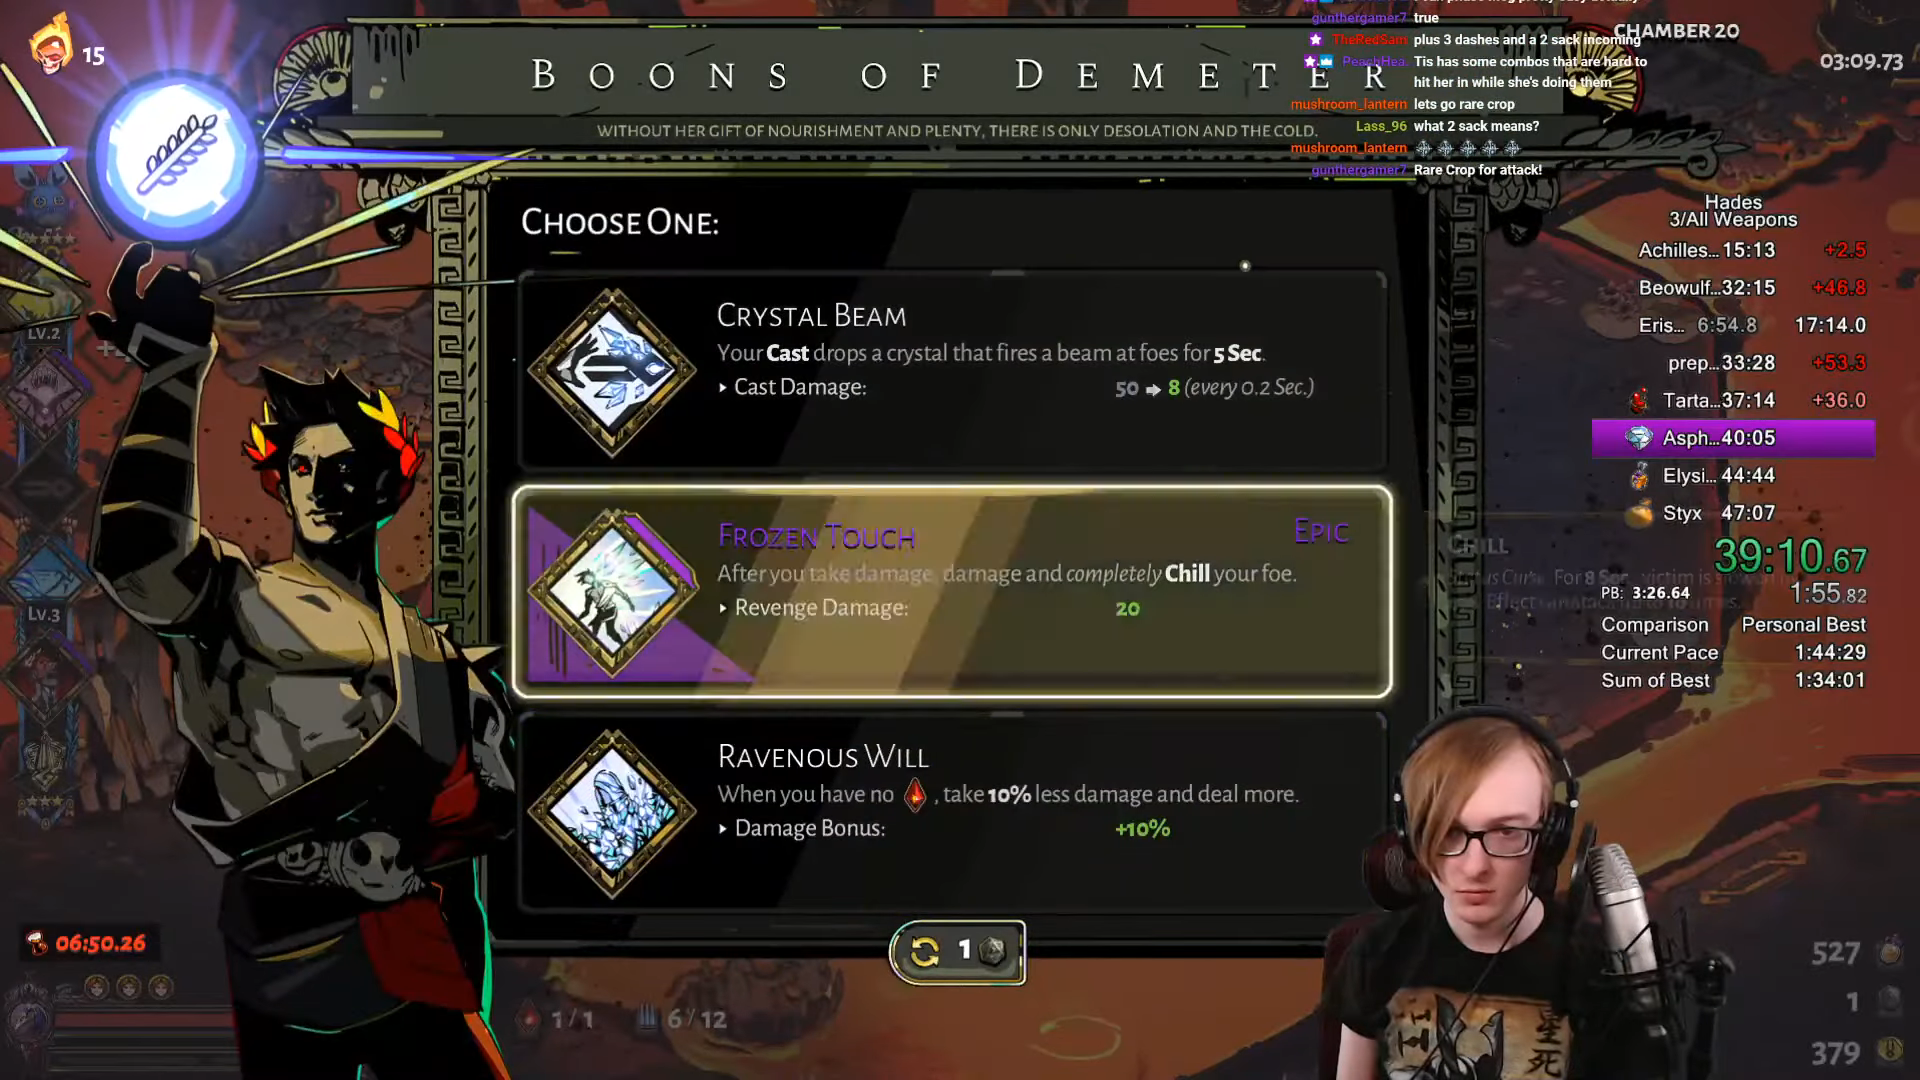 15
BOONS OF DEMETER
WITHOUT HER GIFT OF NOURISHMENT AND PLENTY, THERE IS ONLY DESOLATION AND THE COLD.
gunthergamer7 true
TheRedSam plus 3 dashes and a 2 sack incoming
PeachHea. Tis has some combos that are hard to
hit her in while she's doing them
mushroom_lantern lets go rare crop
Lass_96 what 2 sack means?
mushroom_lantern
gunthergamer7 Rare Crop for attack!
CHAMBER 20
03:09.73
CHOOSE ONE:
CRYSTAL BEAM
Your Cast drops a crystal that fires a beam at foes for 5 Sec.
Cast Damage: 50 → 8 (every 0.2 Sec.)
FROZEN TOUCH EPIC
After you take damage, damage and completely Chill your foe.
Revenge Damage: 20
RAVENOUS WILL
When you have no , take 10% less damage and deal more.
Damage Bonus: +10%
1
LV.2
LV.3
06:50.26
1/1 6/12
Hades
3/All Weapons
Achilles... 15:13 +2.5
Beowulf... 32:15 +46.8
Eris... 6:54.8 17:14.0
prep... 33:28 +53.3
Tarta... 37:14 +36.0
Asph... 40:05
Elysi... 44:44
Styx 47:07
39:10.67
PB: 3:26.64 1:55.82
Comparison Personal Best
Current Pace 1:44:29
Sum of Best 1:34:01
CHILL
527
1
379
星
死